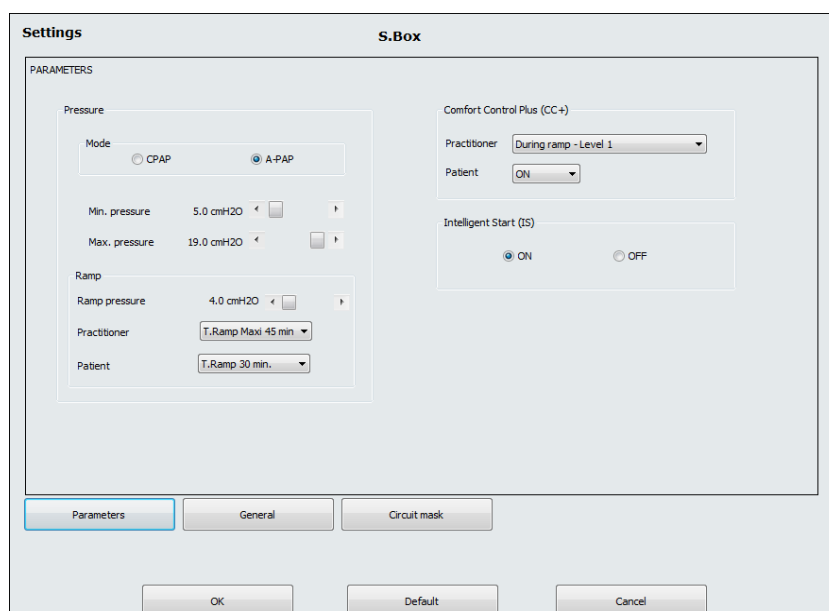 Settings
S.Box
PARAMETERS
Pressure
Mode
CPAP
A-PAP
Min. pressure 5.0 cmH2O
Max. pressure 19.0 cmH2O
Ramp
Ramp pressure 4.0 cmH2O
Practitioner T.Ramp Maxi 45 min
Patient T.Ramp 30 min.
Comfort Control Plus (CC+)
Practitioner During ramp - Level 1
Patient ON
Intelligent Start (IS)
ON
OFF
Parameters
General
Circuit mask
OK
Default
Cancel